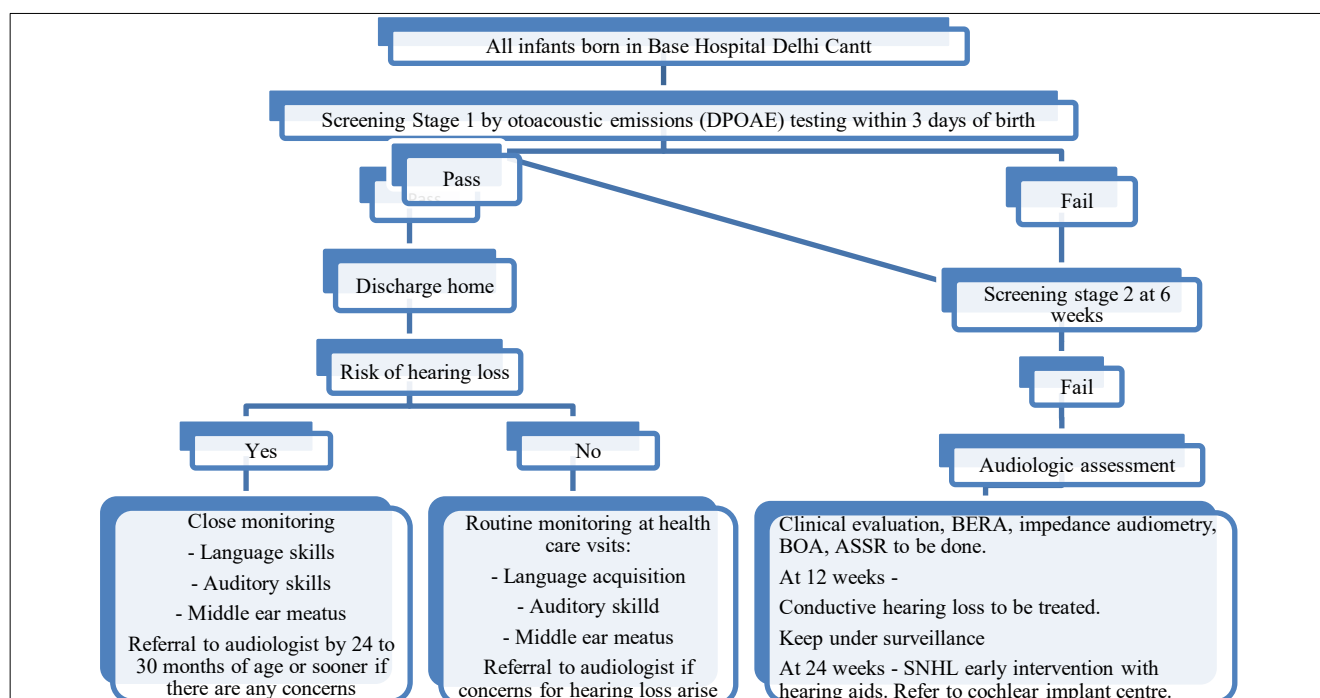 All infants born in Base Hospital Delhi Cantt
Screening Stage 1 by otoacoustic emissions (DPOAE) testing within 3 days of birth
Pass
Pass
Fail
Discharge home
Screening stage 2 at 6
weeks
Risk of hearing loss
Fail
Yes
No
Audiologic assessment
Close monitoring
- Language skills
- Auditory skills
- Middle ear meatus
Referral to audiologist by 24 to
30 months of age or sooner if
there are any concerns
Routine monitoring at health
care vsits:
- Language acquisition
- Auditory skilld
- Middle ear meatus
Referral to audiologist if
concerns for hearing loss arise
Clinical evaluation, BERA, impedance audiometry,
BOA, ASSR to be done.
At 12 weeks -
Conductive hearing loss to be treated.
Keep under surveillance
At 24 weeks - SNHL early intervention with
hearing aids. Refer to cochlear implant centre.